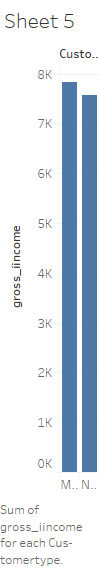 Sheet 5
Custo..
8K
7K
6K
5K
4K
3K
2K
1K
0K
gross_iincome
M.. N..
Sum of
gross_iincome
for each Cus-
tomertype.